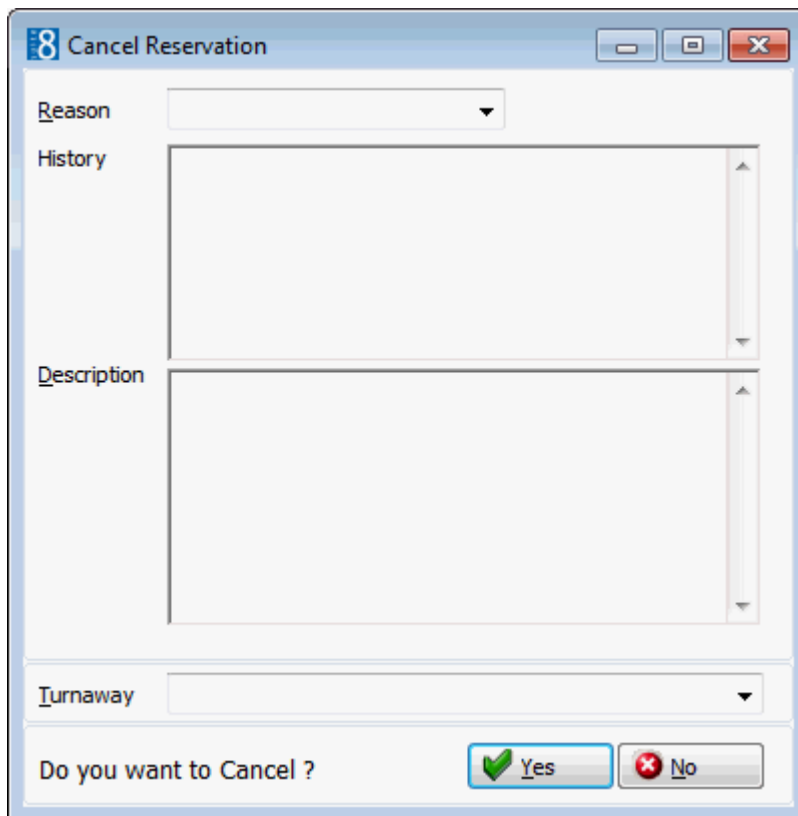 8 Cancel Reservation
Reason
History
Description
Turnaway
Do you want to Cancel ? Yes No